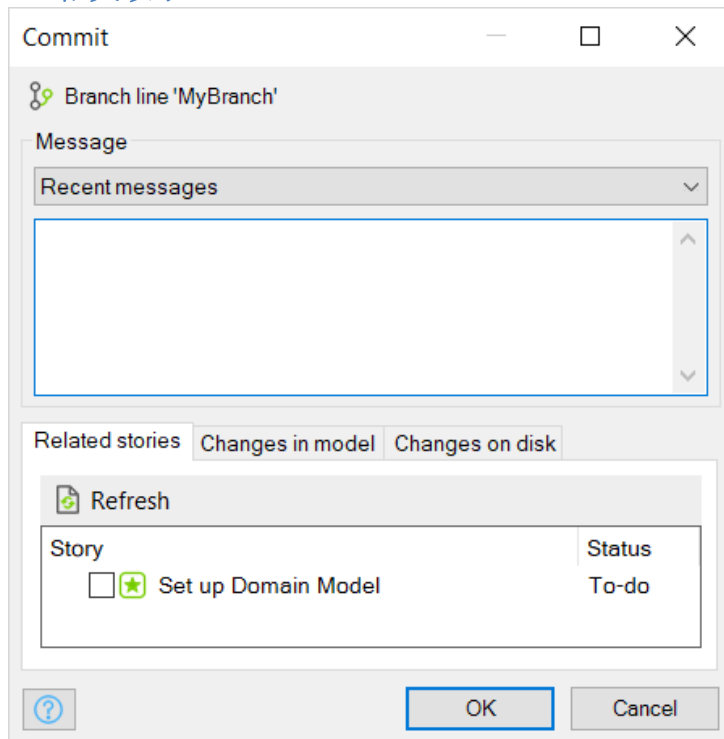 Commit
Branch line 'MyBranch'
Message
Recent messages
Related stories Changes in model Changes on disk
Refresh
Story Status
Set up Domain Model To-do
OK Cancel